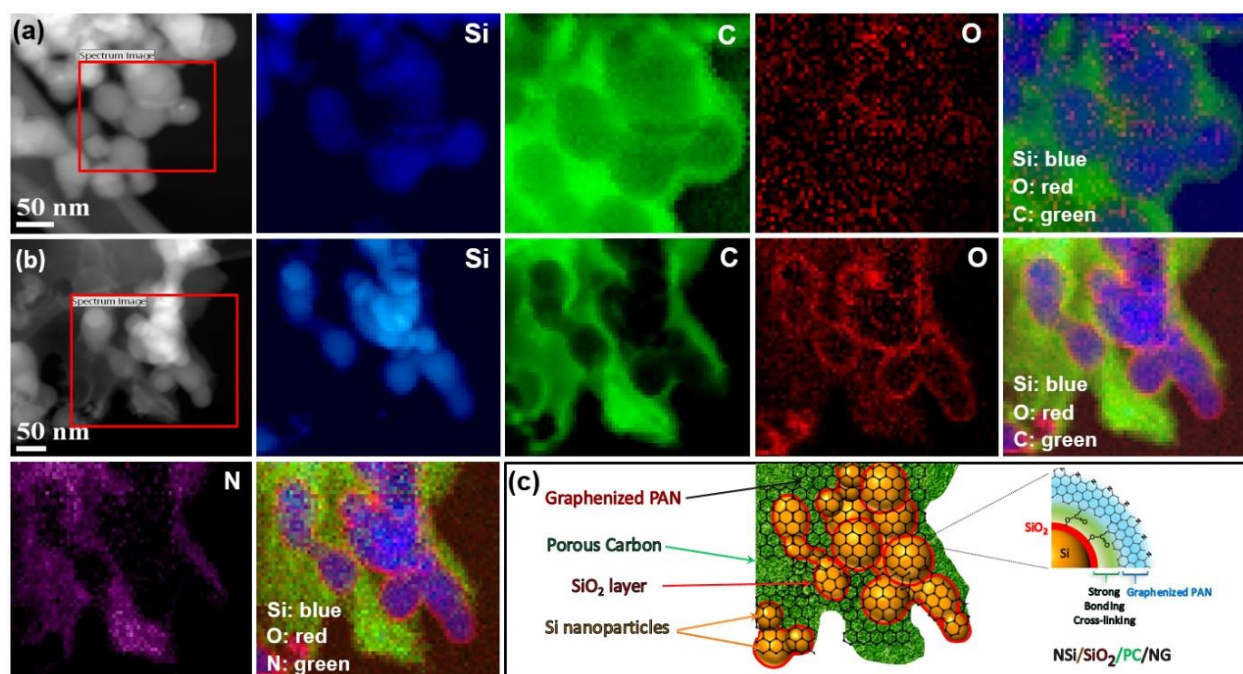 (a)
Spectrum Image
50 nm
Si
C
O
Si: blue
O: red
C: green
(b)
Spectrum Image
50 nm
Si
C
O
Si: blue
O: red
C: green
N
Si: blue
O: red
N: green
(c)
Graphenized PAN
Porous Carbon
SiO₂ layer
Si nanoparticles
SiO₂
Si
Strong
Bonding
Cross-linking
Graphenized PAN
NSi/SiO₂/PC/NG